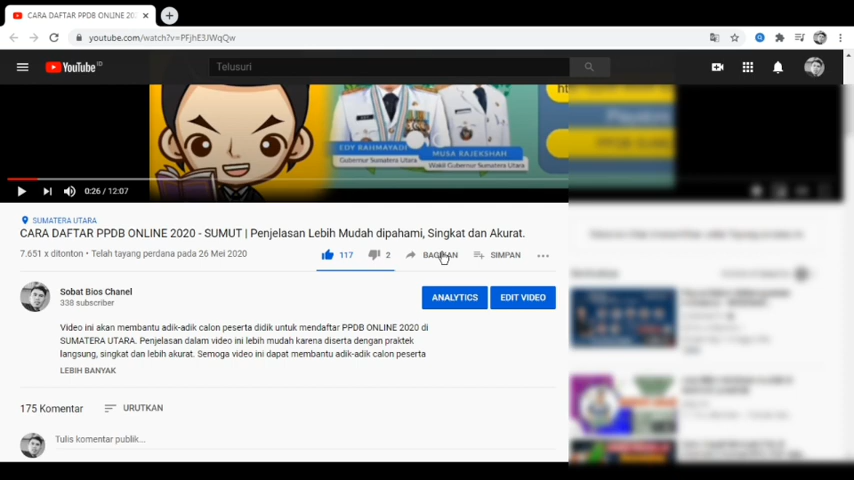 CARA DAFTAR PPDB ONLINE 202
youtube.com/watch?v=PFjhE3JWqQw
YouTube ID
Telusuri
EDY RAHMAYADI
Gubernur Sumatera Utara
MUSA RAJEKSHAH
Wakil Gubernur Sumatera Utara
0:26 / 12:07
SUMATERA UTARA
CARA DAFTAR PPDB ONLINE 2020 - SUMUT | Penjelasan Lebih Mudah dipahami, Singkat dan Akurat.
7.651 x ditonton • Telah tayang perdana pada 26 Mei 2020
117 2 BAGIKAN SIMPAN
Sobat Bios Chanel
338 subscriber
ANALYTICS EDIT VIDEO
Video ini akan membantu adik-adik calon peserta didik untuk mendaftar PPDB ONLINE 2020 di
SUMATERA UTARA. Penjelasan dalam video ini lebih mudah karena disertai dengan praktek
langsung, singkat dan lebih akurat. Semoga video ini dapat membantu adik-adik calon peserta
LEBIH BANYAK
175 Komentar URUTKAN
Tulis komentar publik...